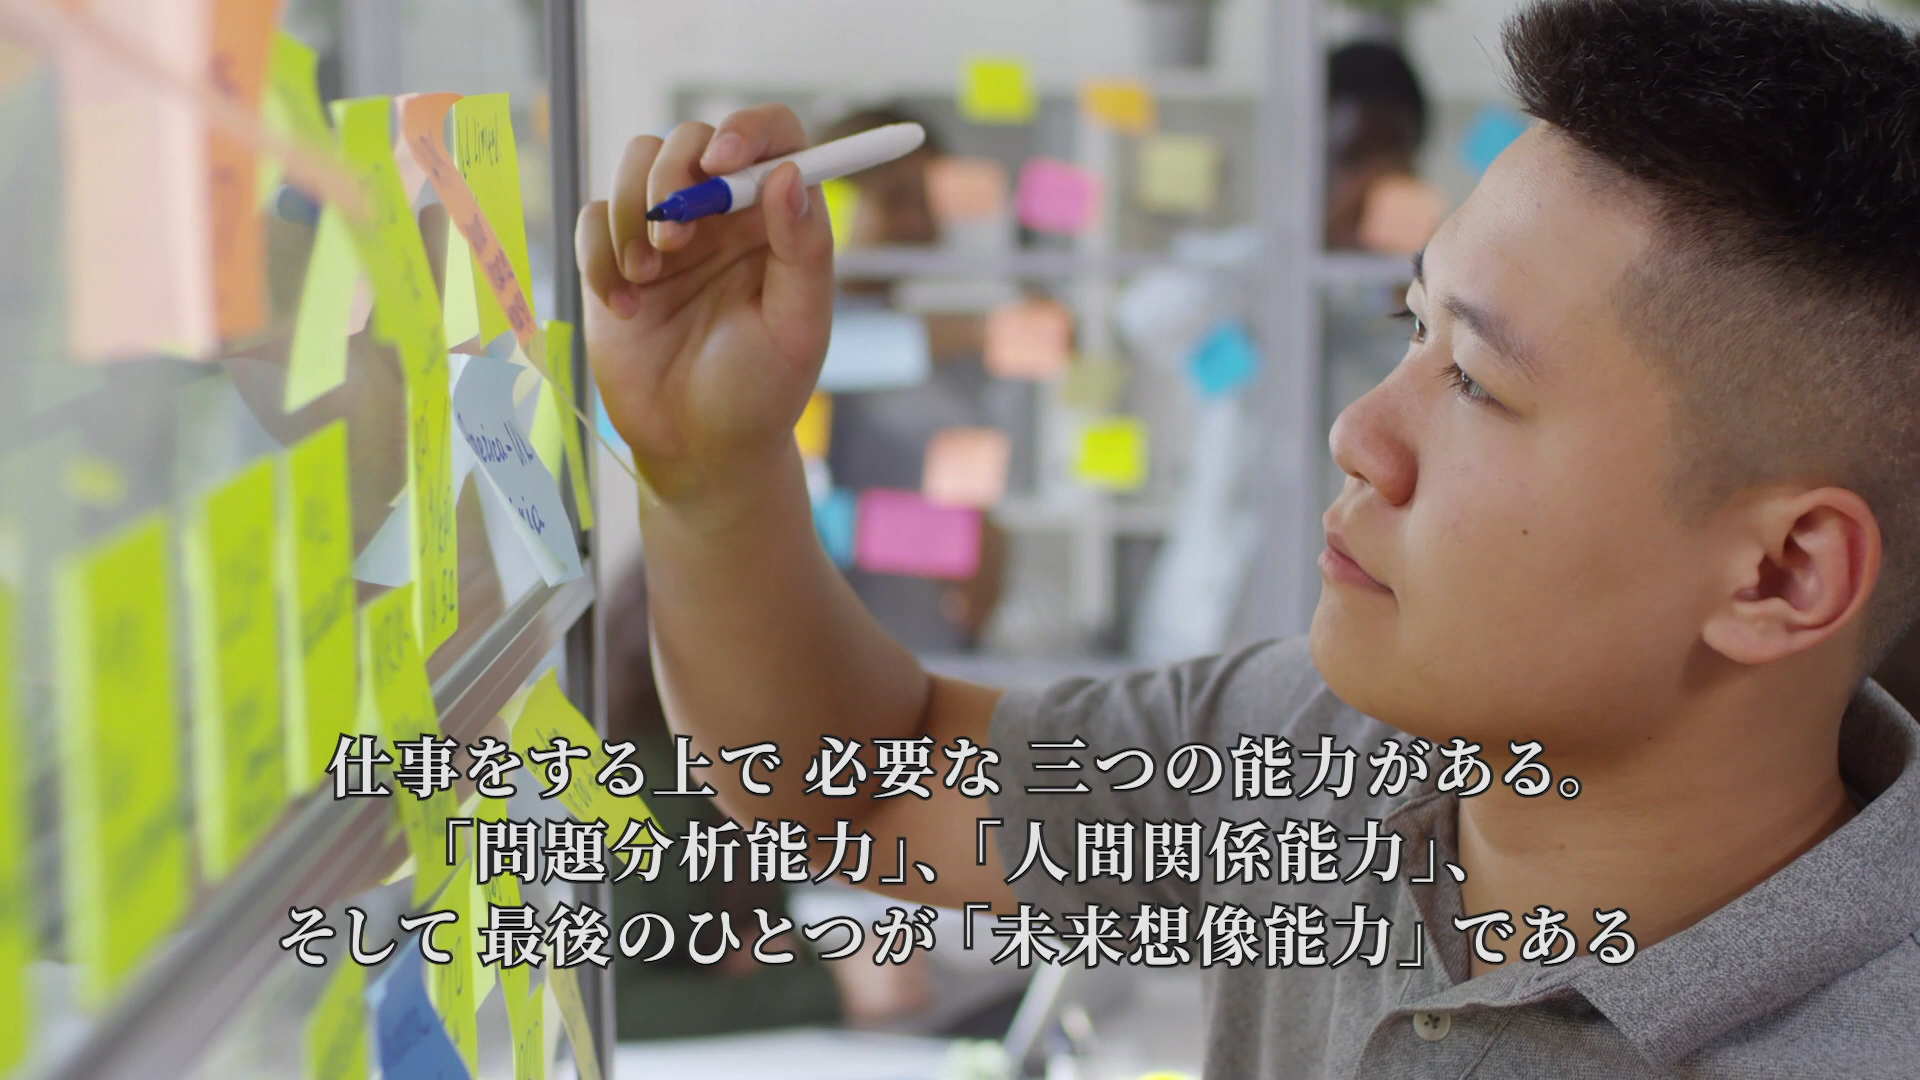 仕事をする上で 必要な 三つの能力がある。
「問題分析能力」、「人間関係能力」、
そして 最後のひとつが「未来想像能力」である